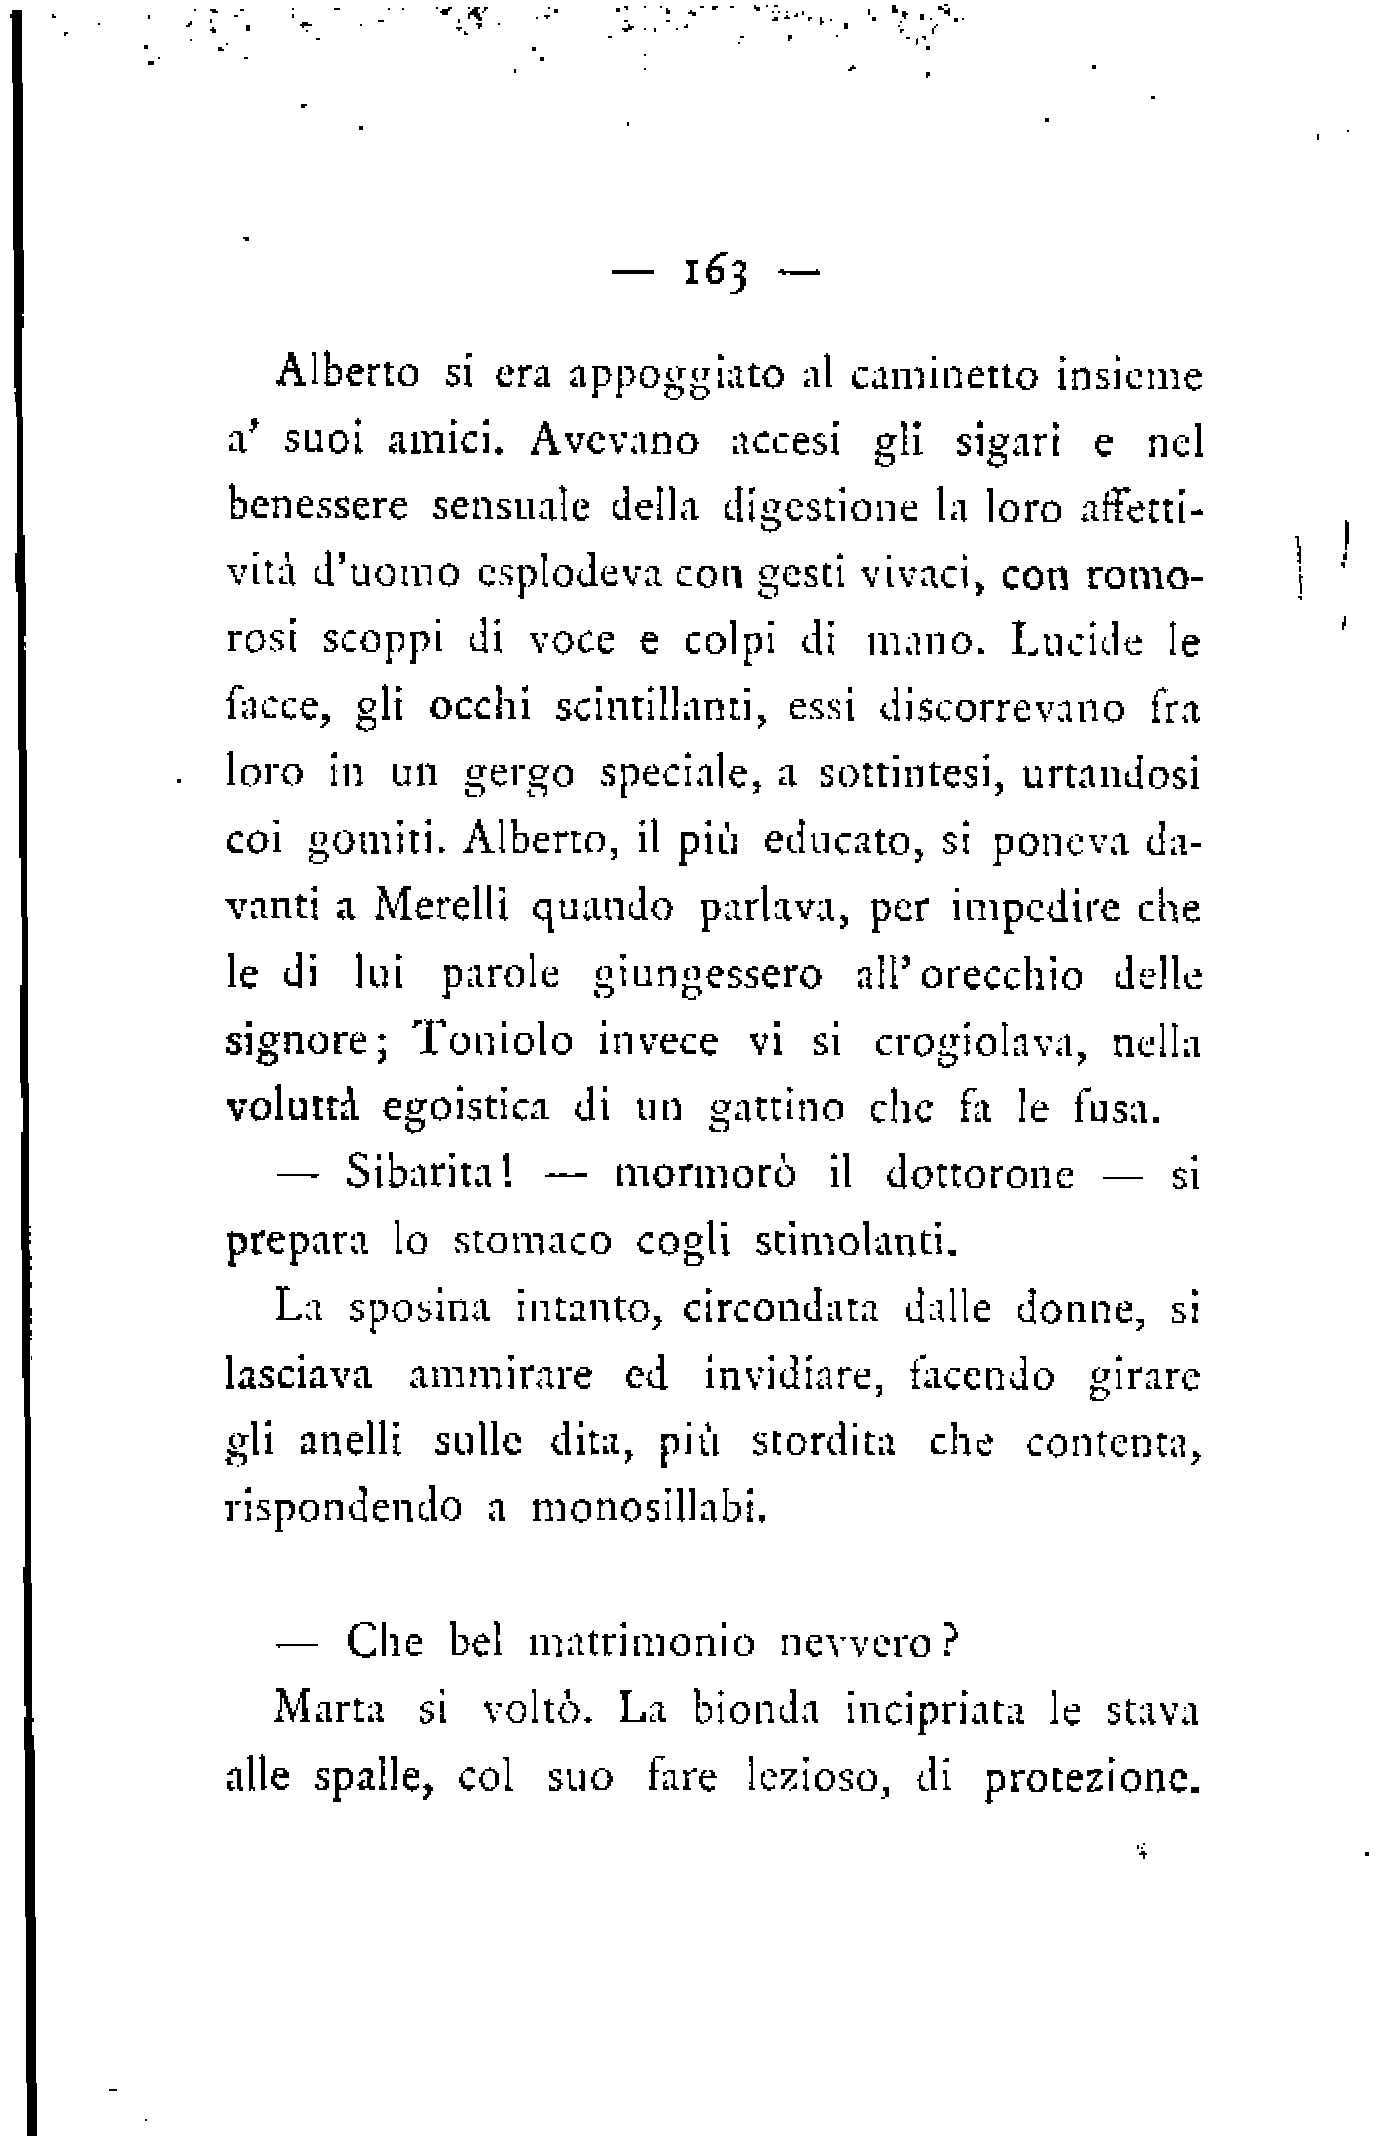 — 163 —
Alberto si era appoggiato al caminetto insieme
a' suoi amici. Avevano accesi gli sigari e nel
benessere sensuale della digestione la loro affetti-
vità d'uomo esplodeva con gesti vivaci, con romo-
rosi scoppi di voce e colpi di mano. Lucide le
facce, gli occhi scintillanti, essi discorrevano fra
loro in un gergo speciale, a sottintesi, urtandosi
coi gomiti. Alberto, il più educato, si poneva da-
vanti a Merelli quando parlava, per impedire che
le di lui parole giungessero all'orecchio delle
signore; Toniolo invece vi si crogiolava, nella
voluttà egoistica di un gattino che fa le fusa.
— Sibarita! — mormorò il dottorone — si
prepara lo stomaco cogli stimolanti.
La sposina intanto, circondata dalle donne, si
lasciava ammirare ed invidiare, facendo girare
gli anelli sulle dita, più stordita che contenta,
rispondendo a monosillabi.
— Che bel matrimonio nevvero?
Marta si voltò. La bionda incipriata le stava
alle spalle, col suo fare lezioso, di protezione.